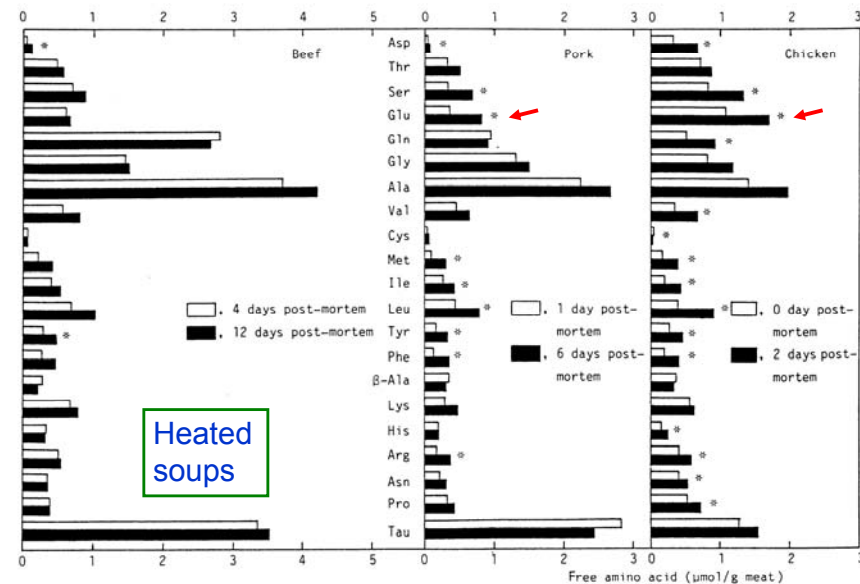 0 1 2 3 4 5 0 1 2 3 0 1 2 3
Beef Pork Chicken
Asp * * *
Thr
Ser * *
Glu * *
Gln *
Gly
Ala
Val *
Cys *
Met * *
Ile * *
Leu * *
Tyr * * *
Phe * *
β-Ala
Lys
His *
Arg * *
Asn *
Pro *
Tau
, 4 days post-mortem
, 12 days post-mortem
, 1 day post-
mortem
, 6 days post-
mortem
, 0 day post-
mortem
, 2 days post-
mortem
Heated
soups
0 1 2 3 4 5 0 1 2 3 0 1 2 3
Free amino acid (μmol/g meat)